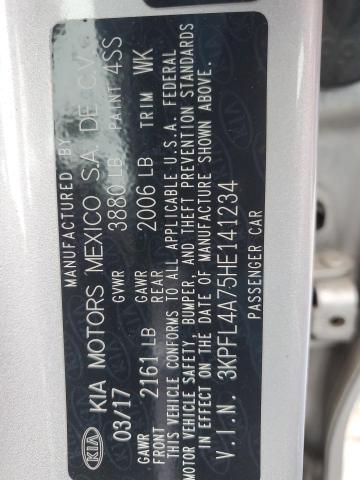 MANUFACTURED BY
KIA KIA MOTORS MEXICO S.A. DE C.V.
03/17 GVWR 3880 LB PAINT 4SS
GAWR FRONT 2161 LB GAWR REAR 2006 LB TRIM WK
THIS VEHICLE CONFORMS TO ALL APPLICABLE U.S.A. FEDERAL
MOTOR VEHICLE SAFETY, BUMPER, AND THEFT PREVENTION STANDARDS
IN EFFECT ON THE DATE OF MANUFACTURE SHOWN ABOVE.
V.I.N. 3KPFL4A75HE141234
PASSENGER CAR